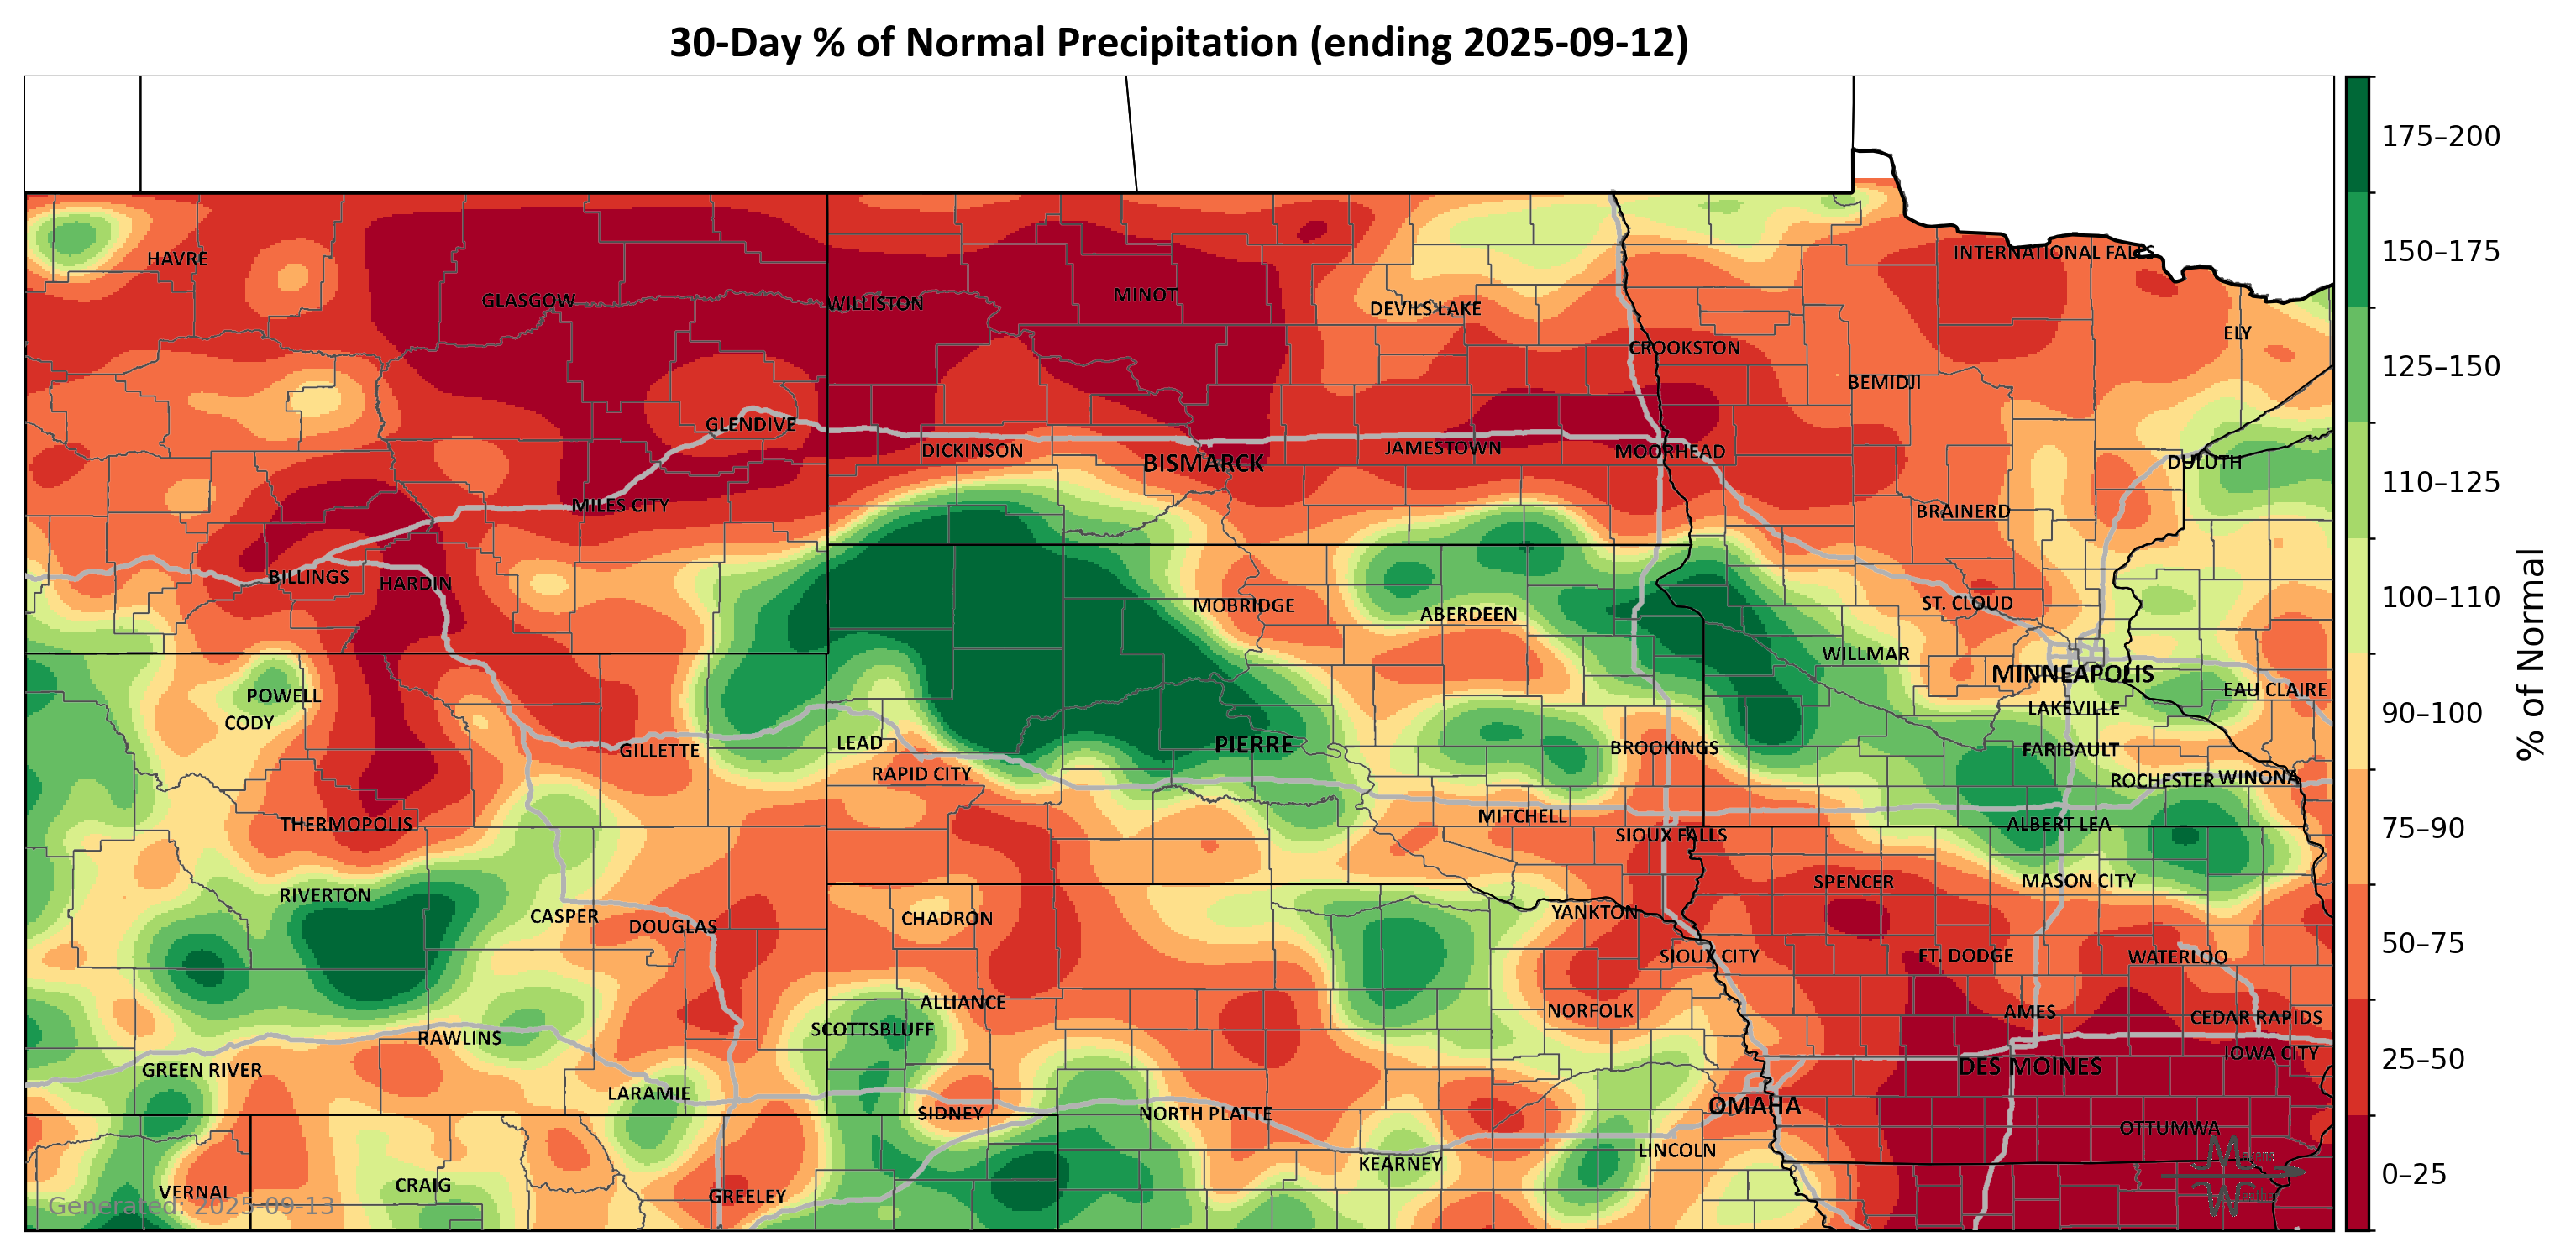 30-Day % of Normal Precipitation (ending 2025-09-12)
175–200
150–175
125–150
110–125
100–110
90–100
75–90
50–75
25–50
0–25
% of Normal
HAVRE
INTERNATIONAL FALLS
GLASGOW
WILLISTON
MINOT
DEVILS LAKE
ELY
CROOKSTON
BEMIDJI
GLENDIVE
DICKINSON
BISMARCK
JAMESTOWN
MOORHEAD
DULUTH
MILES CITY
BRAINERD
BILLINGS
HARDIN
MOBRIDGE
ABERDEEN
ST. CLOUD
WILLMAR
MINNEAPOLIS
POWELL
EAU CLAIRE
CODY
LAKEVILLE
GILLETTE
LEAD
PIERRE
BROOKINGS
FARIBAULT
RAPID CITY
ROCHESTER
WINONA
THERMOPOLIS
MITCHELL
SIOUX FALLS
ALBERT LEA
RIVERTON
SPENCER
MASON CITY
CASPER
DOUGLAS
CHADRON
YANKTON
SIOUX CITY
FT. DODGE
WATERLOO
ALLIANCE
NORFOLK
AMES
CEDAR RAPIDS
RAWLINS
SCOTTSBLUFF
IOWA CITY
GREEN RIVER
LARAMIE
DES MOINES
SIDNEY
NORTH PLATTE
OMAHA
OTTUMWA
KEARNEY
LINCOLN
VERNAL
CRAIG
GREELEY
Generated: 2025-09-13